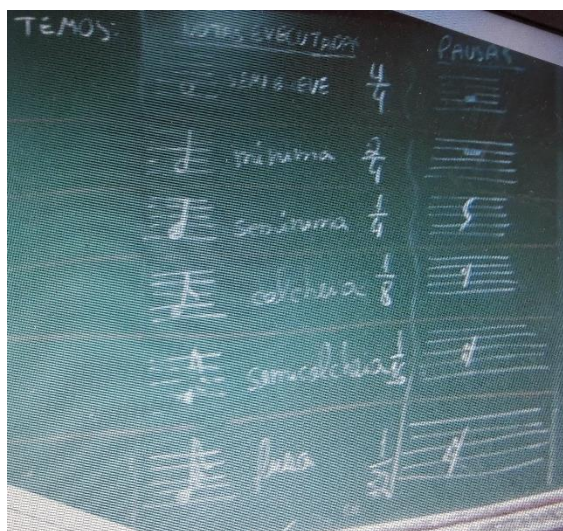 TEMOS: NOTAS EXECUTADAS PAUSAS
SEMIBREVE 4/4
mínima 2/4
semínima 1/4
colcheia 1/8
semicolcheia 1/16
fusa 1/32